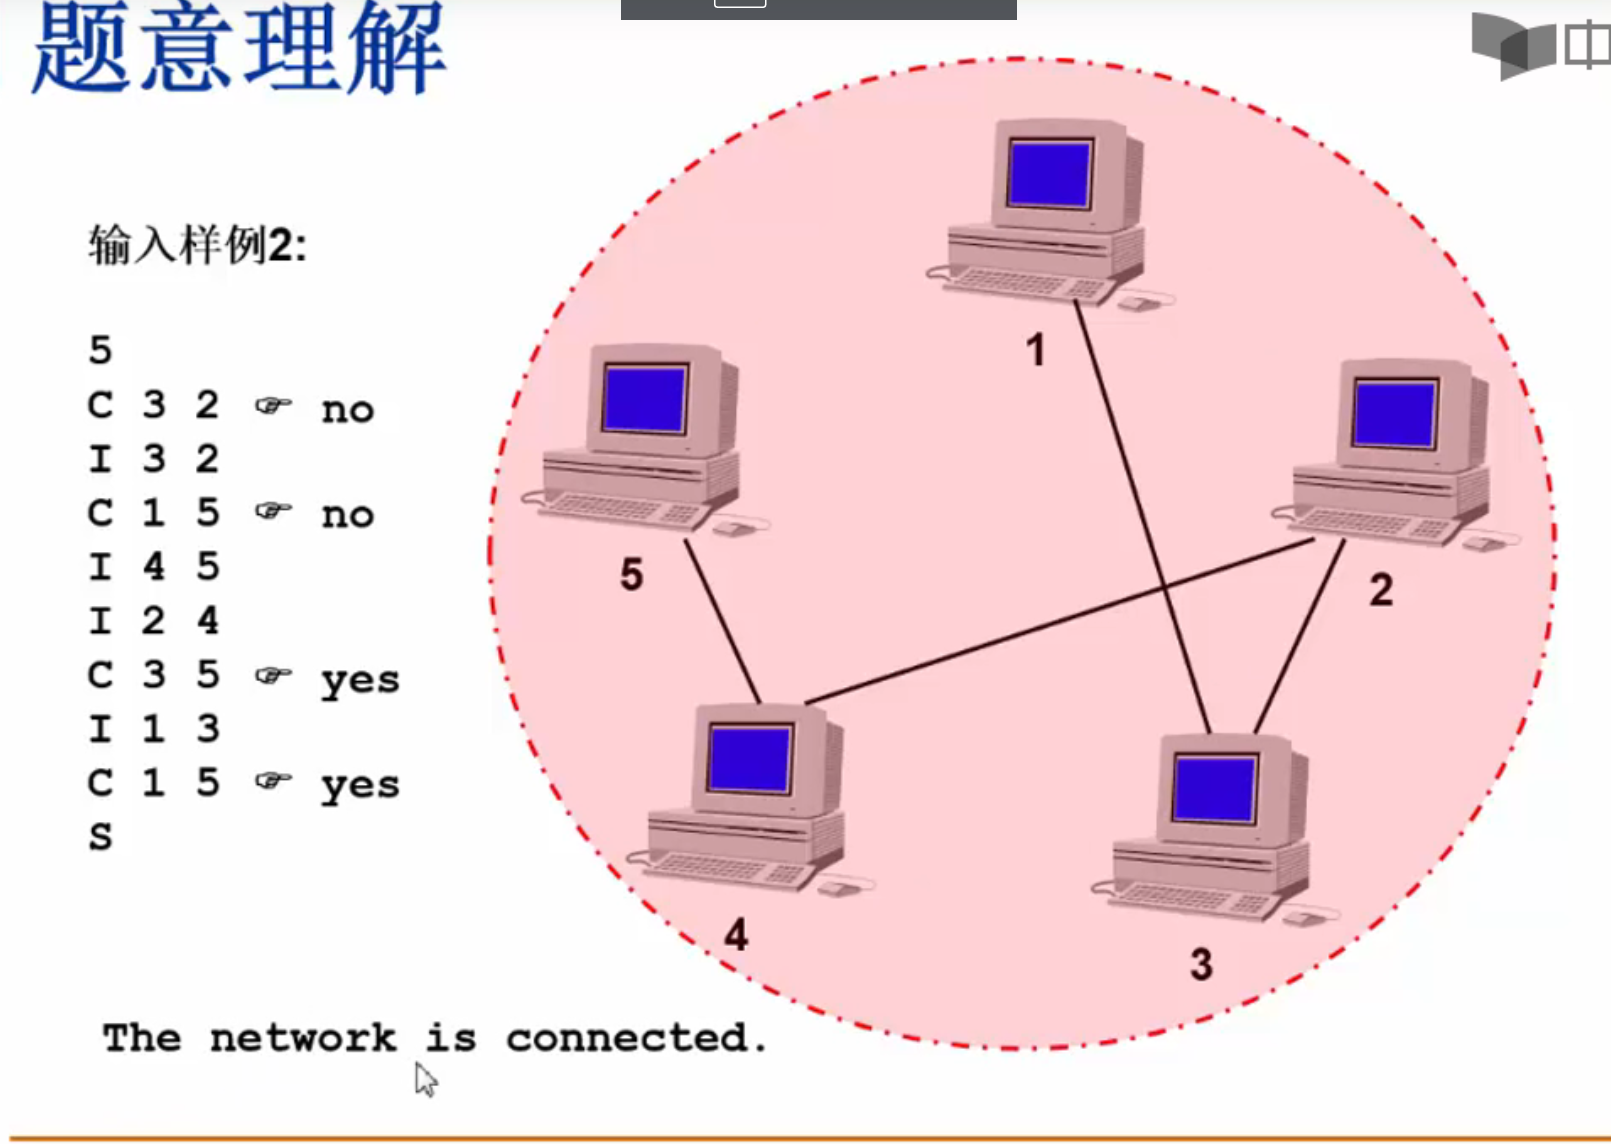 题意理解
中
输入样例2:
5
C 3 2 ☞ no
I 3 2
C 1 5 ☞ no
I 4 5
I 2 4
C 3 5 ☞ yes
I 1 3
C 1 5 ☞ yes
S
1
5
2
4
3
The network is connected.